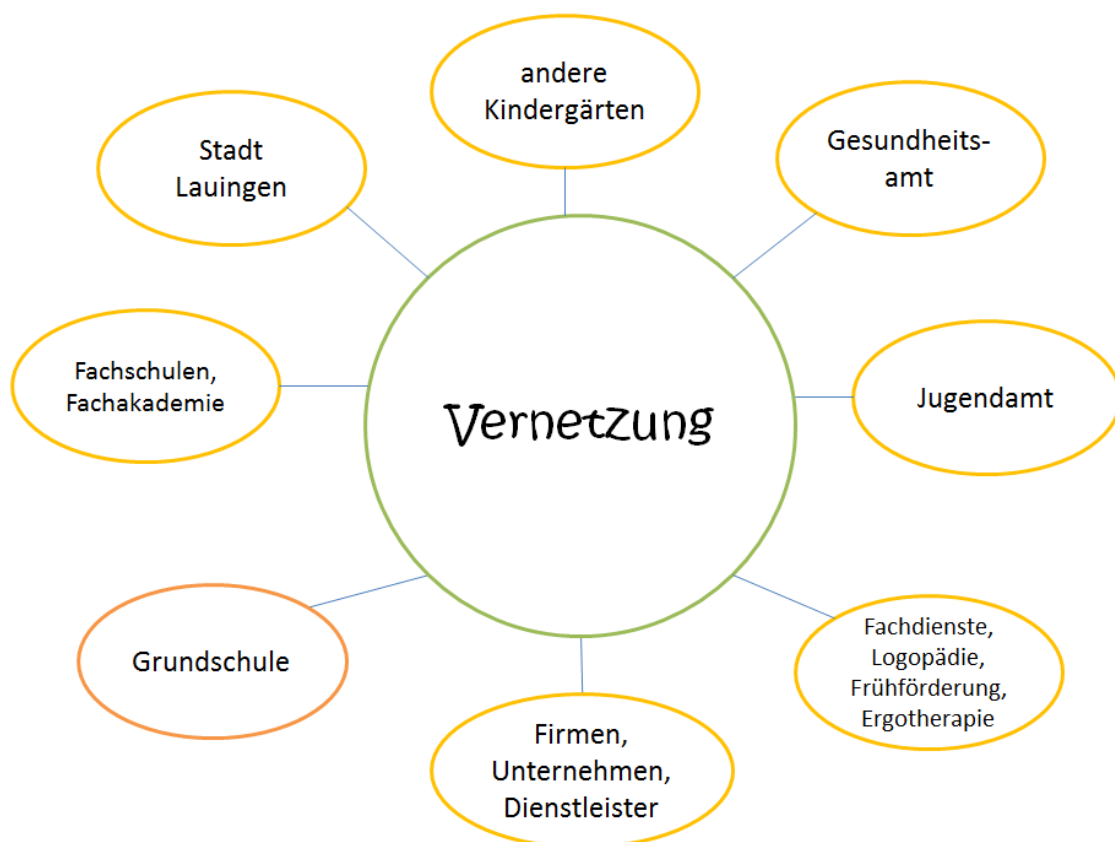 andere
Kindergärten
Stadt
Lauingen
Gesundheits-
amt
Fachschulen,
Fachakademie
Vernetzung
Jugendamt
Grundschule
Firmen,
Unternehmen,
Dienstleister
Fachdienste,
Logopädie,
Frühförderung,
Ergotherapie